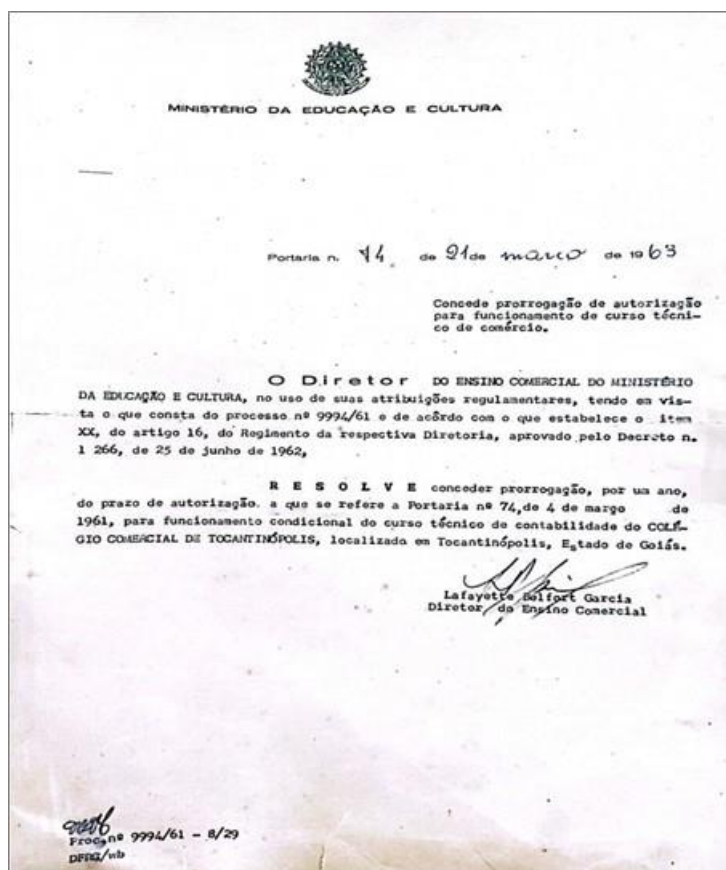 MINISTÉRIO DA EDUCAÇÃO E CULTURA
Portaria n. 14 de 21 de março de 1963
Concede prorrogação de autorização
para funcionamento de curso técni-
co de comércio.
O Diretor DO ENSINO COMERCIAL DO MINISTÉRIO
DA EDUCAÇÃO E CULTURA, no uso de suas atribuições regulamentares, tendo em vis-
ta o que consta do processo nº 9994/61 e de acôrdo com o que estabelece o item
XX, do artigo 16, do Regimento da respectiva Diretoria, aprovado pelo Decreto n.
1 266, de 25 de junho de 1962,
R E S O L V E conceder prorrogação, por um ano,
do prazo de autorização. a que se refere a Portaria nº 74, de 4 de março de
1961, para funcionamento condicional do curso técnico de contabilidade do COLÉ-
GIO COMERCIAL DE TOCANTINÓPOLIS, localizado em Tocantinópolis, Estado de Goiás.
Lafayette Belfort Garcia
Diretor do Ensino Comercial
Proc. nº 9994/61 - 8/29